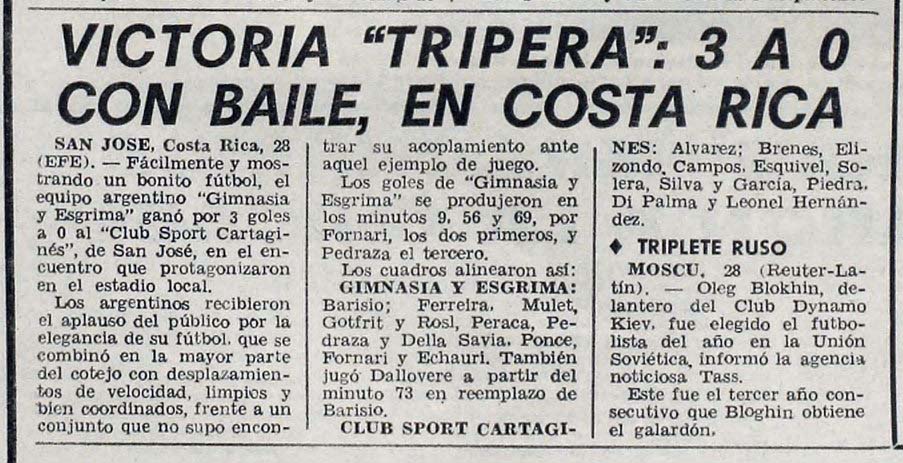 VICTORIA “TRIPERA”: 3 A 0
CON BAILE, EN COSTA RICA
SAN JOSE, Costa Rica, 28
(EFE). — Fácilmente y mos-
trando un bonito fútbol, el
equipo argentino “Gimnasia
y Esgrima” ganó por 3 goles
a 0 al “Club Sport Cartagi-
nés”, de San José, en el en-
cuentro que protagonizaron
en el estadio local.
Los argentinos recibieron
el aplauso del público por la
elegancia de su fútbol, que se
combinó en la mayor parte
del cotejo con desplazamien-
tos de velocidad, limpios y
bien coordinados, frente a un
conjunto que no supo encon-
trar su acoplamiento ante
aquel ejemplo de juego.
Los goles de “Gimnasia y
Esgrima” se produjeron en
los minutos 9, 56 y 69, por
Fornari, los dos primeros, y
Pedraza el tercero.
Los cuadros alinearon así:
GIMNASIA Y ESGRIMA:
Barisio; Ferreira, Mulet,
Gotfrit y Rosl, Peraca, Pe-
draza y Della Savia. Ponce,
Fornari y Echauri. También
jugó Dallovere a partir del
minuto 73 en reemplazo de
Barisio.
CLUB SPORT CARTAGI-
NES: Alvarez; Brenes, Eli-
zondo, Campos, Esquivel, So-
lera, Silva y García, Piedra,
Di Palma y Leonel Hernán-
dez.
♦ TRIPLETE RUSO
MOSCU, 28 (Reuter-La-
tín). — Oleg Blokhin, de-
lantero del Club Dynamo
Kiev, fue elegido el futbo-
lista del año en la Unión
Soviética, informó la agencia
noticiosa Tass.
Este fue el tercer año con-
secutivo que Bloghin obtiene
el galardón.